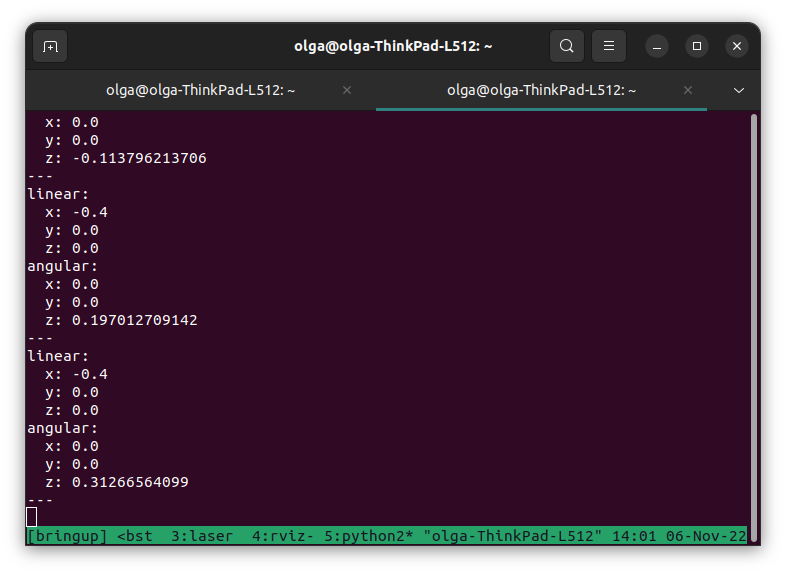 olga@olga-ThinkPad-L512: ~
olga@olga-ThinkPad-L512: ~
olga@olga-ThinkPad-L512: ~
  x: 0.0
  y: 0.0
  z: -0.113796213706
---
linear:
  x: -0.4
  y: 0.0
  z: 0.0
angular:
  x: 0.0
  y: 0.0
  z: 0.197012709142
---
linear:
  x: -0.4
  y: 0.0
  z: 0.0
angular:
  x: 0.0
  y: 0.0
  z: 0.31266564099
---
[bringup] <bst  3:laser  4:rviz- 5:python2* "olga-ThinkPad-L512" 14:01 06-Nov-22